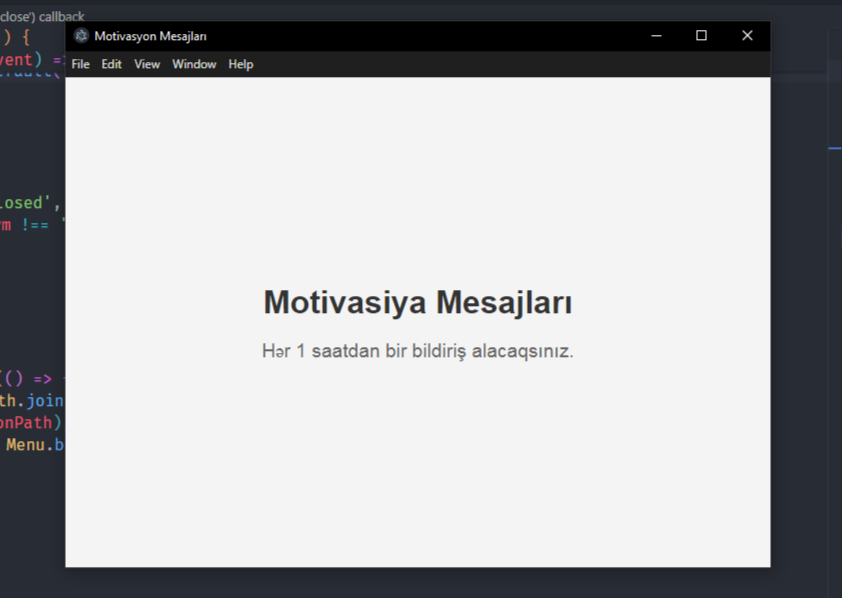 close') callback
) {
Motivasyon Mesajları
vent) =>
File Edit View Window Help
Motivasiya Mesajları
Hər 1 saatdan bir bildiriş alacaqsınız.
losed',
m !== '
(() =>
th.join
onPath)
Menu.b